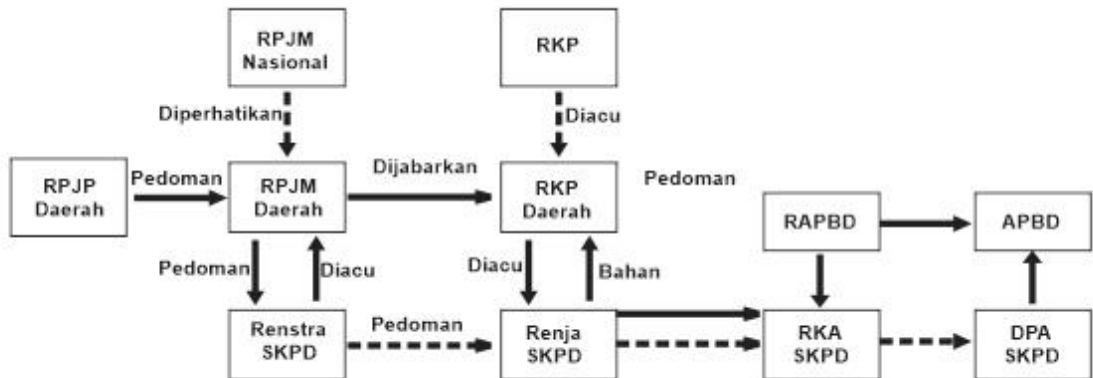 RPJM
Nasional
RKP
Diperhatikan
Diacu
RPJP
Daerah
Pedoman
RPJM
Daerah
Dijabarkan
RKP
Daerah
Pedoman
RAPBD
APBD
Pedoman
Diacu
Diacu
Bahan
Renstra
SKPD
Pedoman
Renja
SKPD
RKA
SKPD
DPA
SKPD